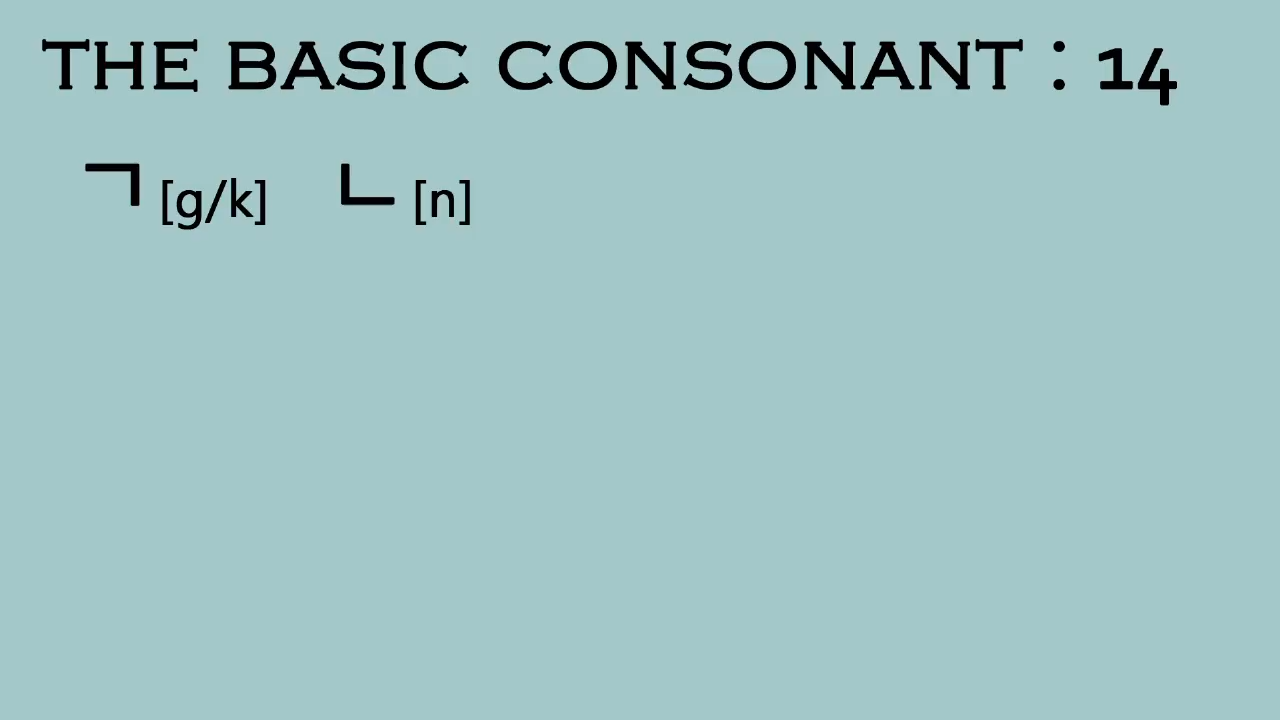 THE BASIC CONSONANT : 14
ㄱ [g/k] ㄴ [n]